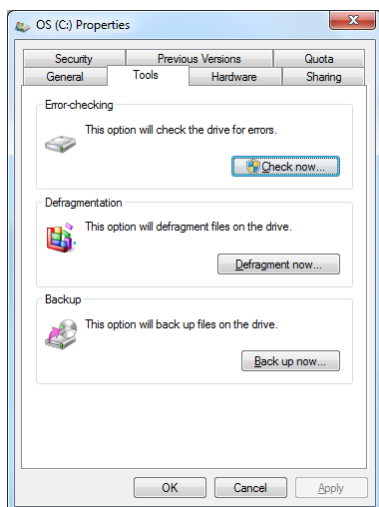 OS (C:) Properties
Security Previous Versions Quota
General Tools Hardware Sharing
Error-checking
This option will check the drive for errors.
Check now...
Defragmentation
This option will defragment files on the drive.
Defragment now...
Backup
This option will back up files on the drive.
Back up now...
OK Cancel Apply